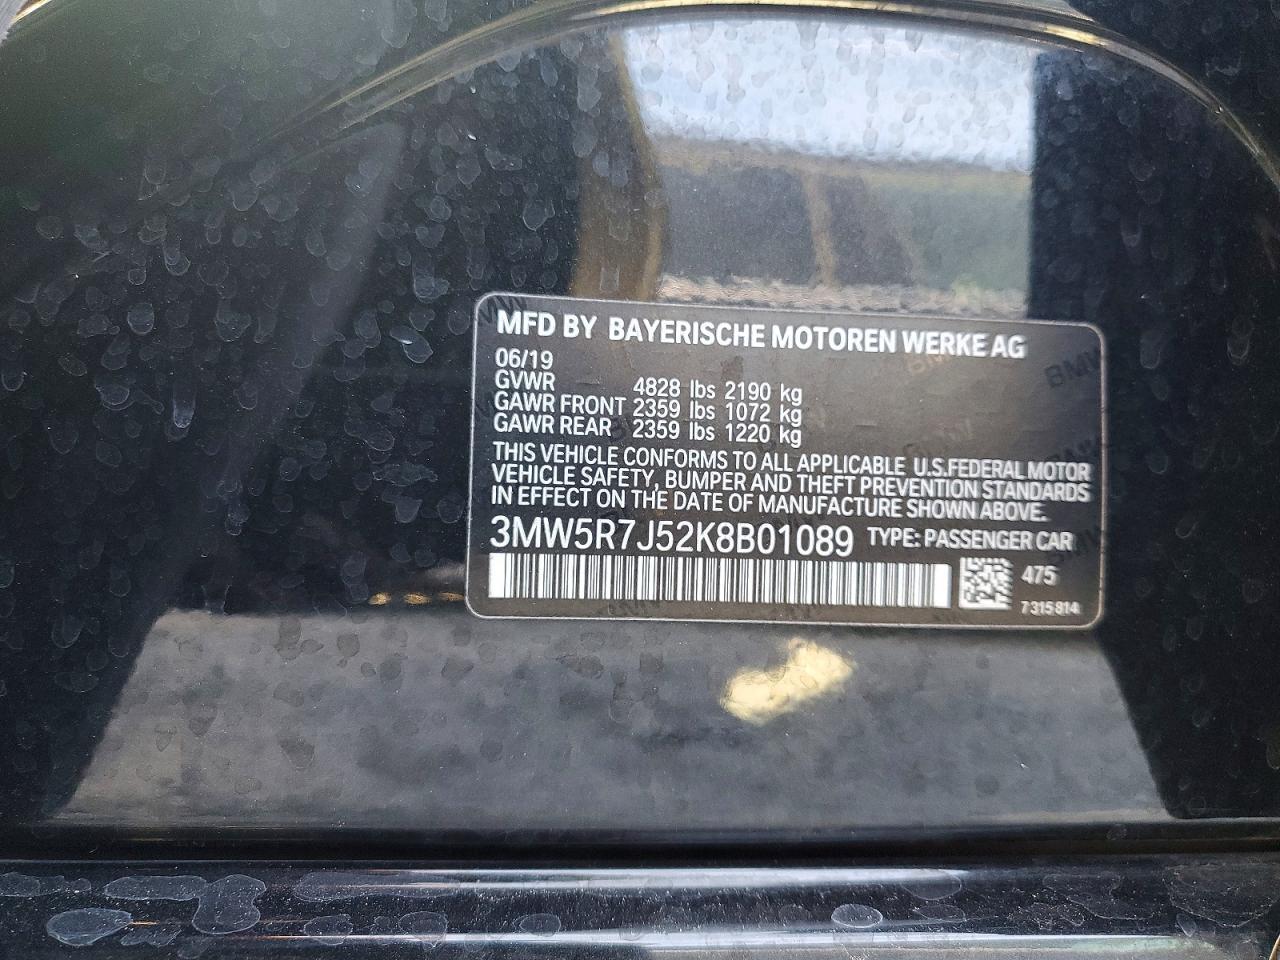 MFD BY BAYERISCHE MOTOREN WERKE AG
06/19
GVWR 4828 lbs 2190 kg
GAWR FRONT 2359 lbs 1072 kg
GAWR REAR 2359 lbs 1220 kg
THIS VEHICLE CONFORMS TO ALL APPLICABLE U.S.FEDERAL MOTOR
VEHICLE SAFETY, BUMPER AND THEFT PREVENTION STANDARDS
IN EFFECT ON THE DATE OF MANUFACTURE SHOWN ABOVE.
3MW5R7J52K8B01089 TYPE: PASSENGER CAR
475
7315814